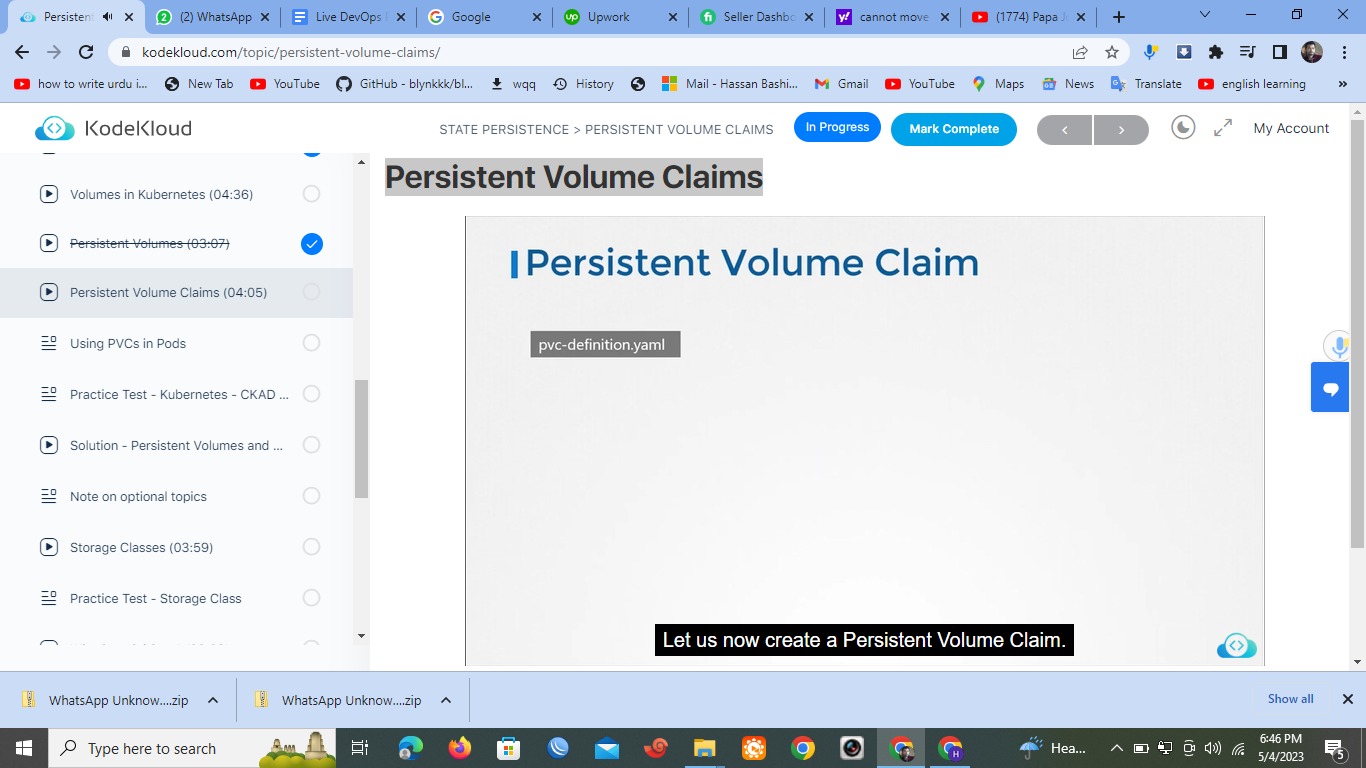 Persistent
(2) WhatsApp
Live DevOps
Google
Upwork
Seller Dashbo
cannot move
(1774) Papa J
kodekloud.com/topic/persistent-volume-claims/
how to write urdu i...
New Tab
YouTube
GitHub - blynkkk/bl...
wqq
History
Mail - Hassan Bashi...
Gmail
YouTube
Maps
News
Translate
english learning
»
KodeKloud
STATE PERSISTENCE > PERSISTENT VOLUME CLAIMS
In Progress
Mark Complete
My Account
Volumes in Kubernetes (04:36)
Persistent Volumes (03:07)
Persistent Volume Claims (04:05)
Using PVCs in Pods
Practice Test - Kubernetes - CKAD ...
Solution - Persistent Volumes and ...
Note on optional topics
Storage Classes (03:59)
Practice Test - Storage Class
Persistent Volume Claims
Persistent Volume Claim
pvc-definition.yaml
Let us now create a Persistent Volume Claim.
WhatsApp Unknow....zip
WhatsApp Unknow....zip
Show all
Type here to search
Hea...
6:46 PM
5/4/2023
5